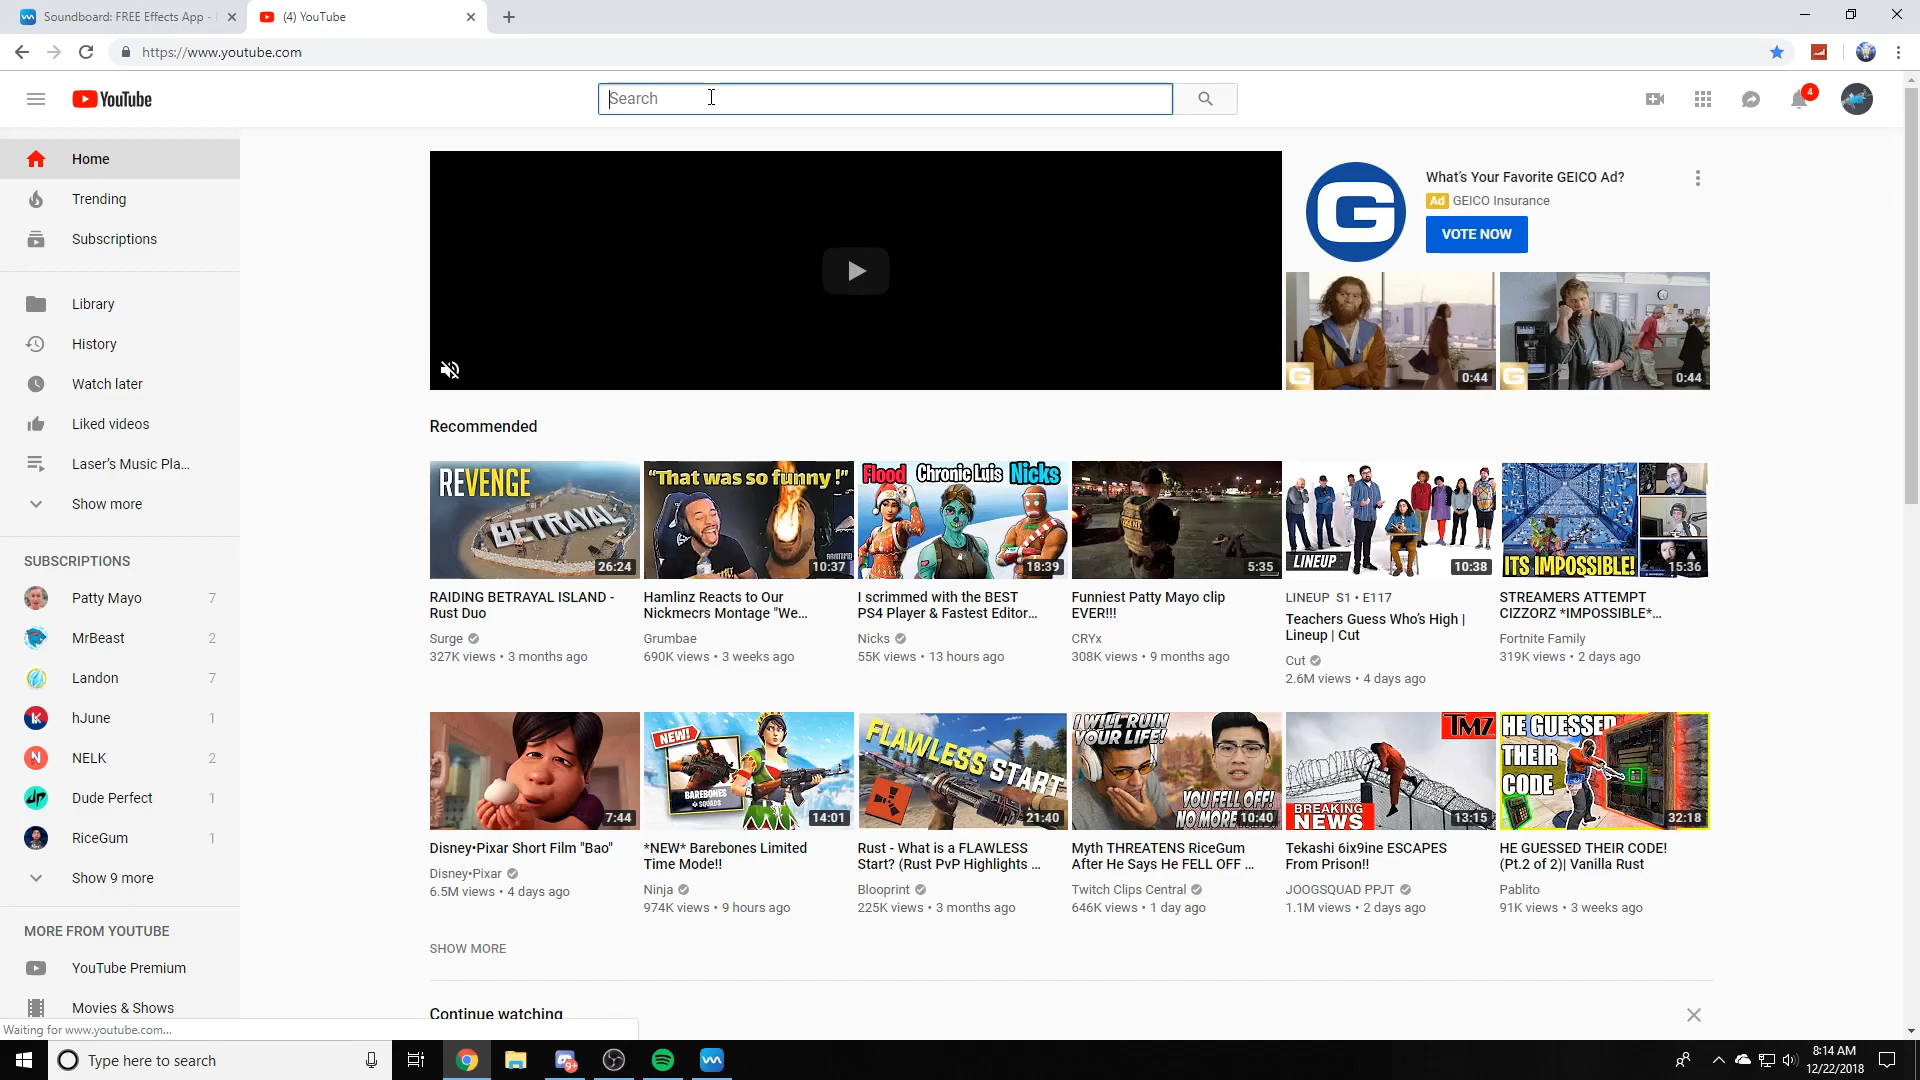 Soundboard: FREE Effects App -
(4) YouTube
https://www.youtube.com
YouTube
Search
4
Home
Trending
Subscriptions
Library
History
Watch later
Liked videos
Laser's Music Pla...
Show more
SUBSCRIPTIONS
Patty Mayo 7
MrBeast 2
Landon 7
hJune 1
NELK 2
Dude Perfect 1
RiceGum 1
Show 9 more
MORE FROM YOUTUBE
YouTube Premium
Movies & Shows
What's Your Favorite GEICO Ad?
Ad GEICO Insurance
VOTE NOW
G
G 0:44
G 0:44
Recommended
REVENGE
BETRAYAL
26:24
RAIDING BETRAYAL ISLAND -
Rust Duo
Surge
327K views • 3 months ago
"That was so funny !"
10:37
Hamlinz Reacts to Our
Nickmecrs Montage "We...
Grumbae
690K views • 3 weeks ago
Flood Chronic Luis Nicks
18:39
I scrimmed with the BEST
PS4 Player & Fastest Editor...
Nicks
55K views • 13 hours ago
5:35
Funniest Patty Mayo clip
EVER!!!
CRYx
308K views • 9 months ago
LINEUP
10:38
LINEUP S1 • E117
Teachers Guess Who's High |
Lineup | Cut
Cut
2.6M views • 4 days ago
ITS IMPOSSIBLE!
15:36
STREAMERS ATTEMPT
CIZZORZ *IMPOSSIBLE*...
Fortnite Family
319K views • 2 days ago
7:44
Disney•Pixar Short Film "Bao"
Disney•Pixar
6.5M views • 4 days ago
NEW!
BAREBONES
SQUADS
14:01
*NEW* Barebones Limited
Time Mode!!
Ninja
974K views • 9 hours ago
FLAWLESS START
21:40
Rust - What is a FLAWLESS
Start? (Rust PvP Highlights ...
Blooprint
225K views • 3 months ago
I WILL RUIN
YOUR LIFE!
YOU FELL OFF!
NO MORE
10:40
Myth THREATENS RiceGum
After He Says He FELL OFF ...
Twitch Clips Central
646K views • 1 day ago
TMZ
BREAKING
NEWS
13:15
Tekashi 6ix9ine ESCAPES
From Prison!!
JOOGSQUAD PPJT
1.1M views • 2 days ago
HE GUESSED
THEIR
CODE
32:18
HE GUESSED THEIR CODE!
(Pt.2 of 2)| Vanilla Rust
Pablito
91K views • 3 weeks ago
SHOW MORE
Continue watching
Waiting for www.youtube.com...
Type here to search
9+
8:14 AM
12/22/2018